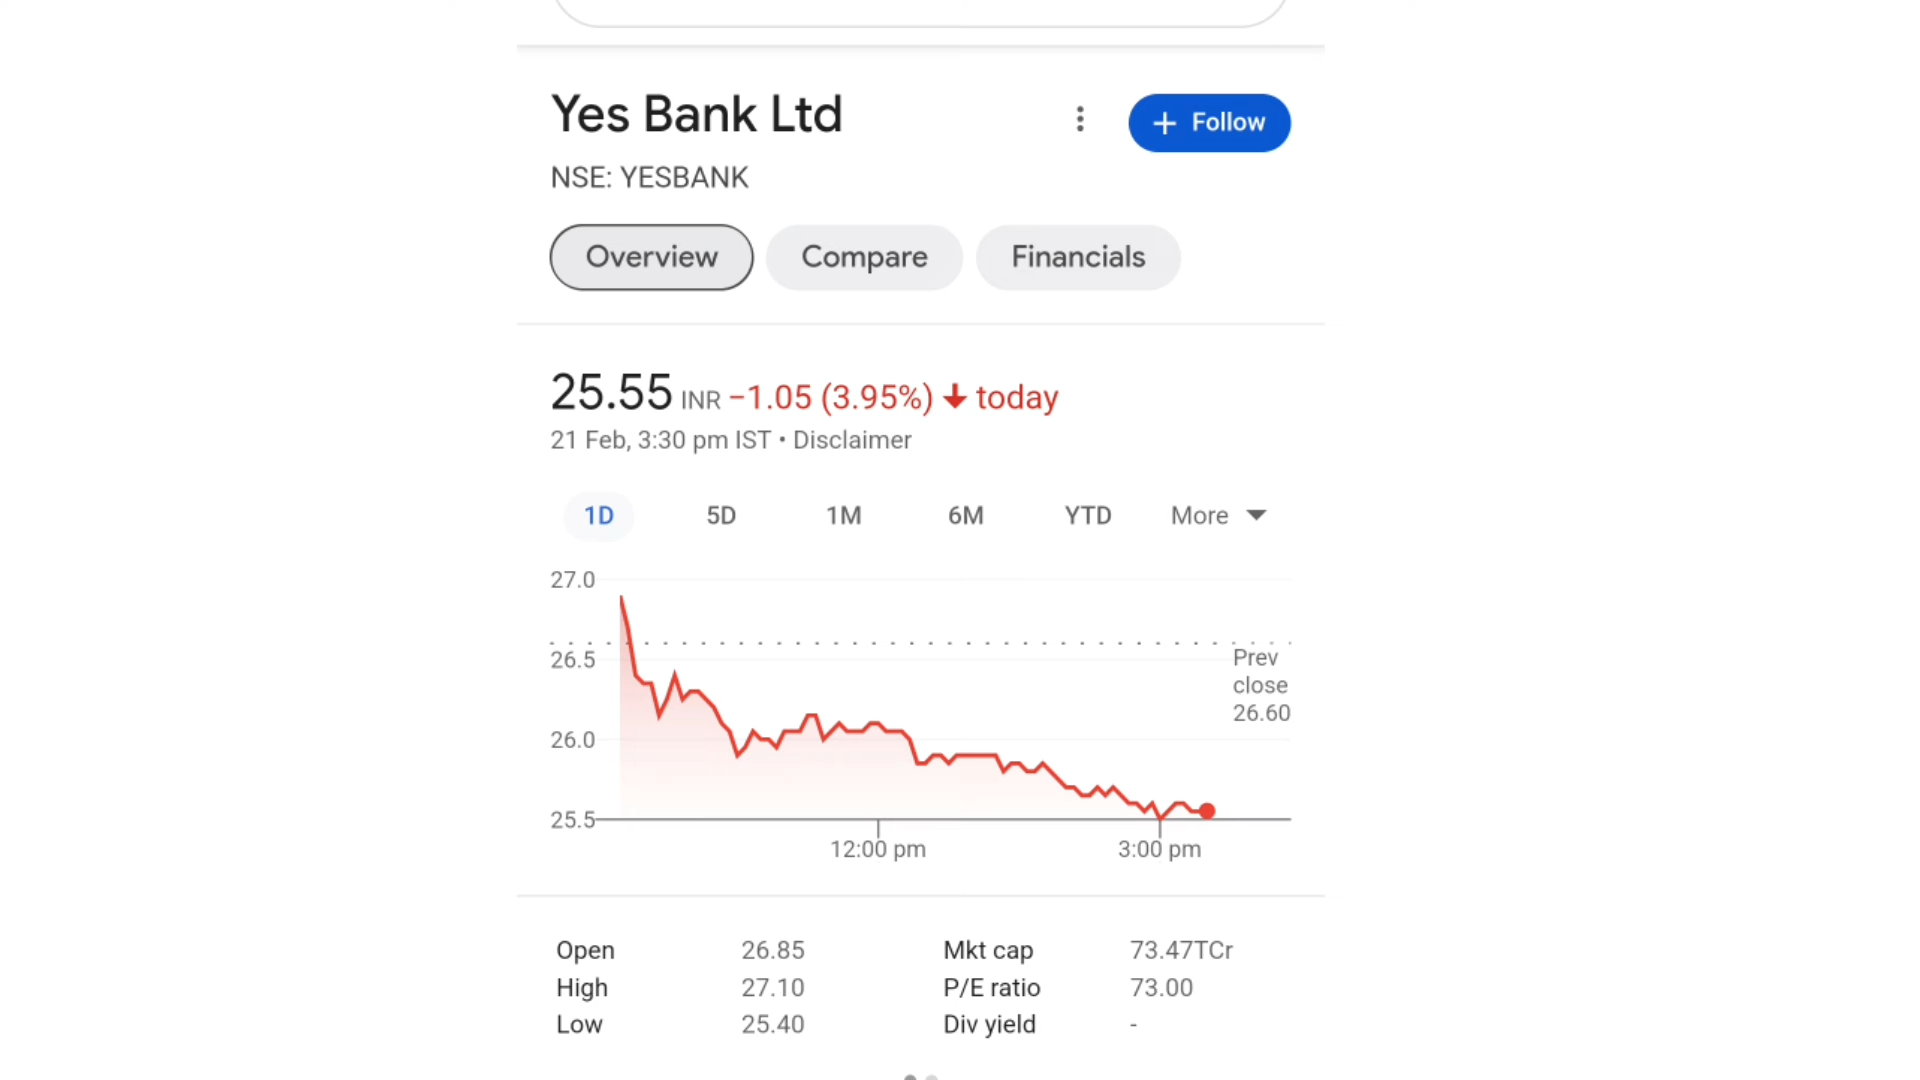 Yes Bank Ltd
+ Follow
NSE: YESBANK
Overview Compare Financials
25.55 INR −1.05 (3.95%) ↓ today
21 Feb, 3:30 pm IST • Disclaimer
1D 5D 1M 6M YTD More
27.0
26.5
26.0
25.5
Prev
close
26.60
12:00 pm 3:00 pm
Open 26.85 Mkt cap 73.47TCr
High 27.10 P/E ratio 73.00
Low 25.40 Div yield -